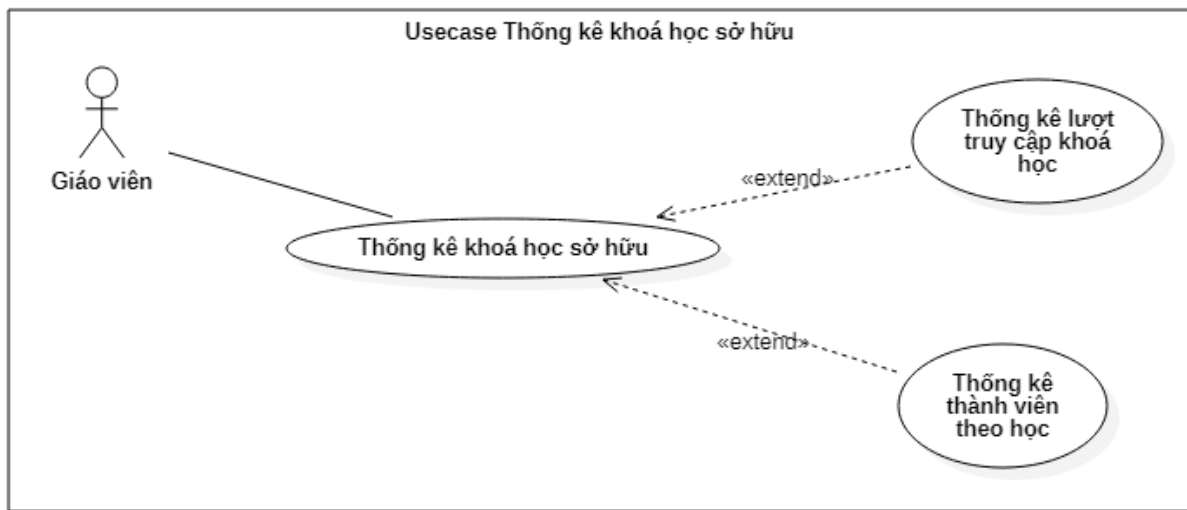 Usecase Thống kê khoá học sở hữu
Giáo viên
Thống kê khoá học sở hữu
«extend»
Thống kê lượt
truy cập khoá
học
«extend»
Thống kê
thành viên
theo học